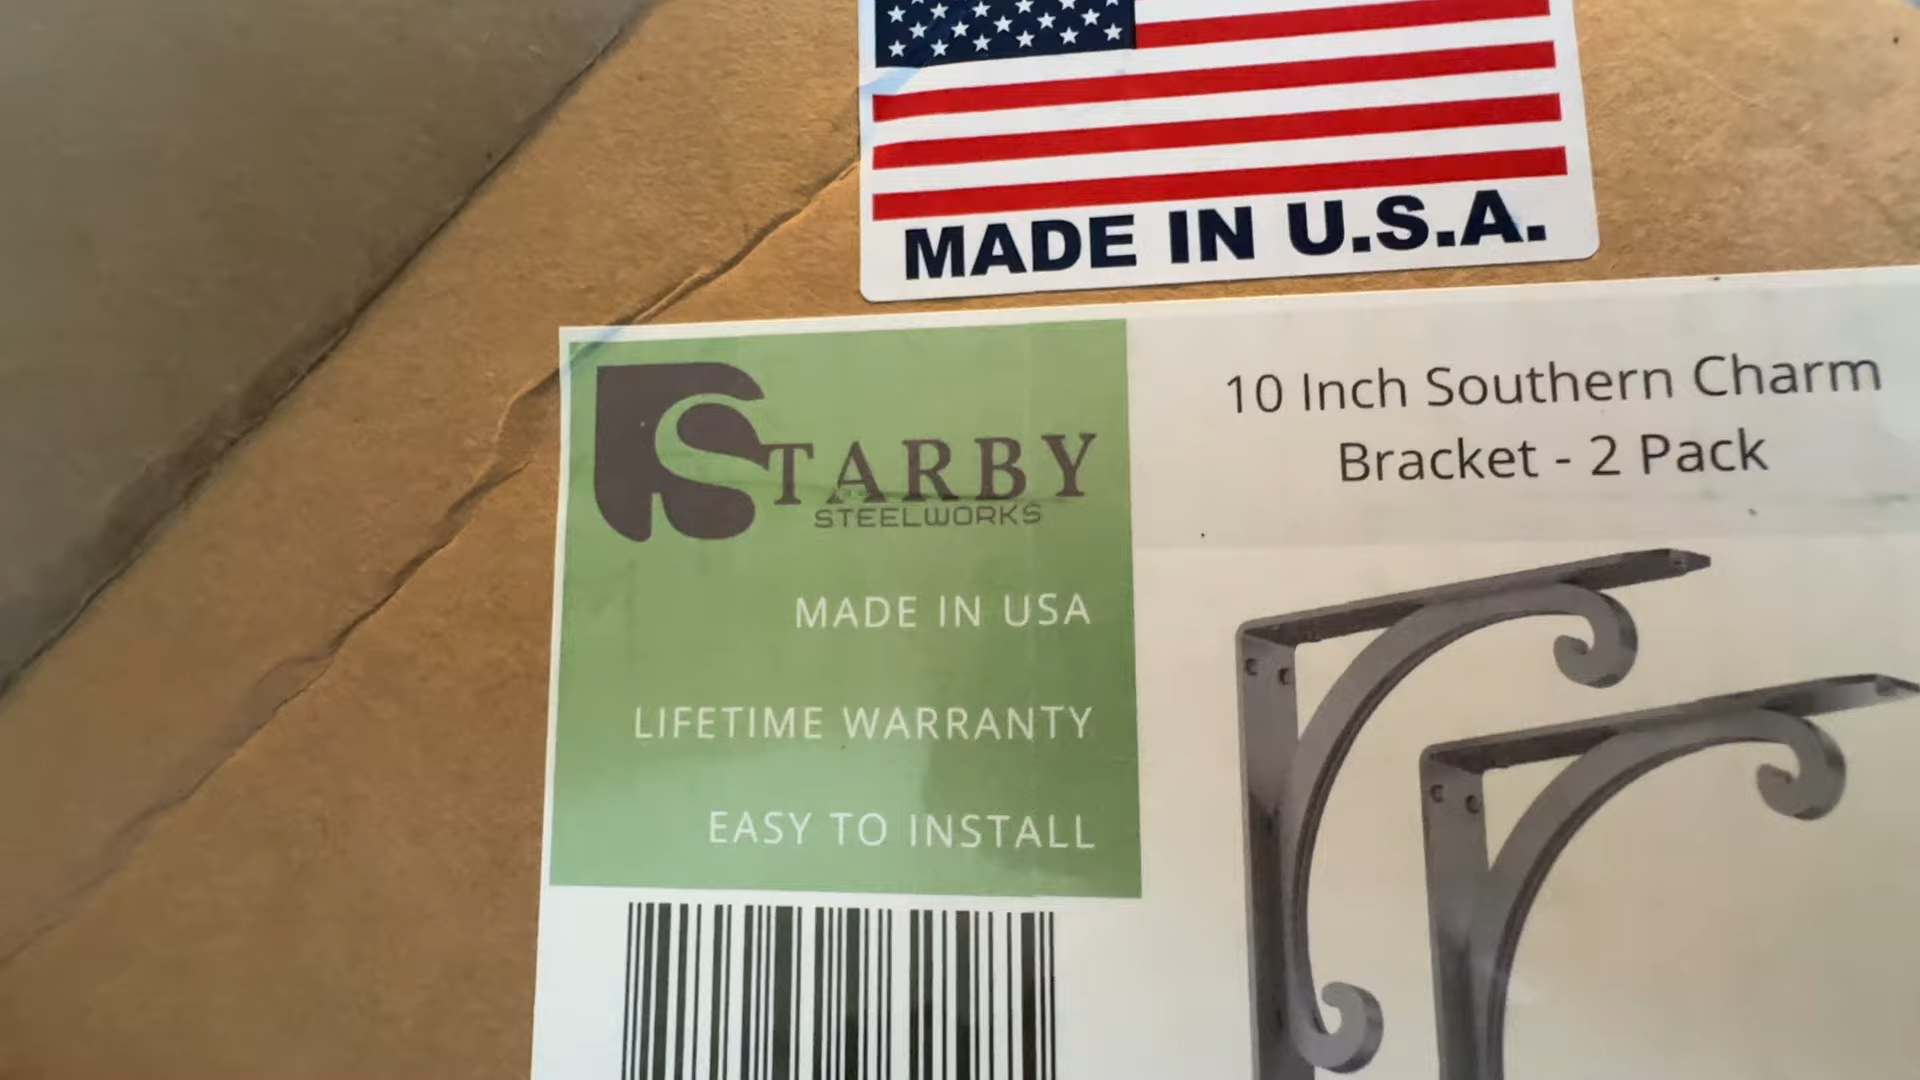 MADE IN U.S.A.
STARBY
STEELWORKS
MADE IN USA
LIFETIME WARRANTY
EASY TO INSTALL
10 Inch Southern Charm
Bracket - 2 Pack